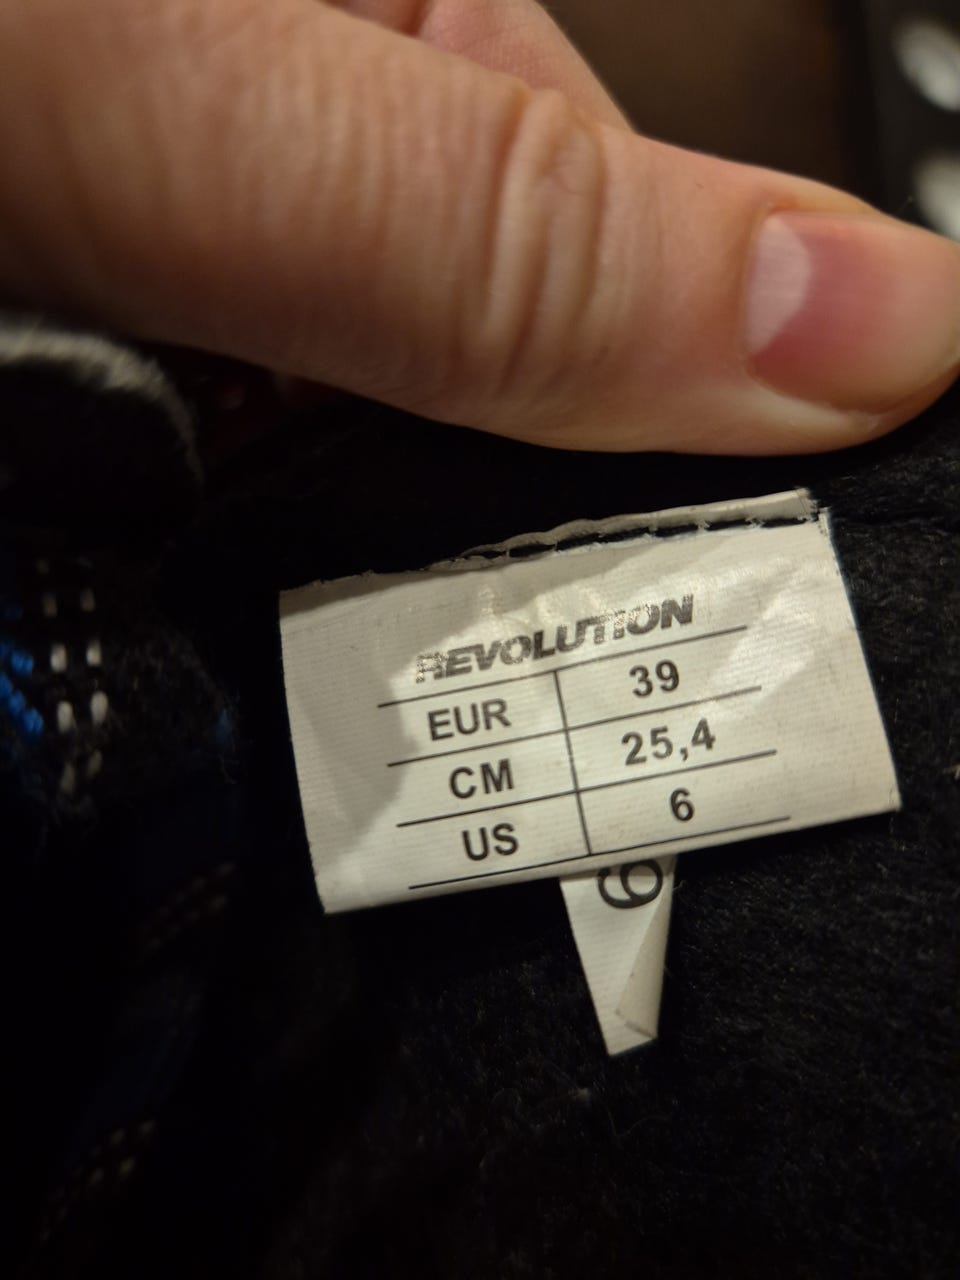 REVOLUTION
EUR 39
CM 25,4
US 6